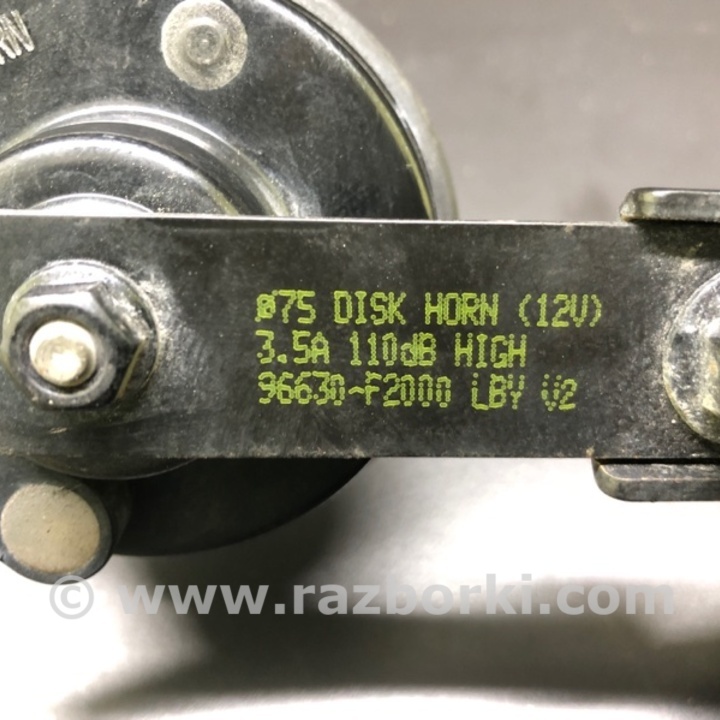 ø75 DISK HORN (12V)
3.5A 110dB HIGH
96630-F2000 LBY V2
© www.razborki.com